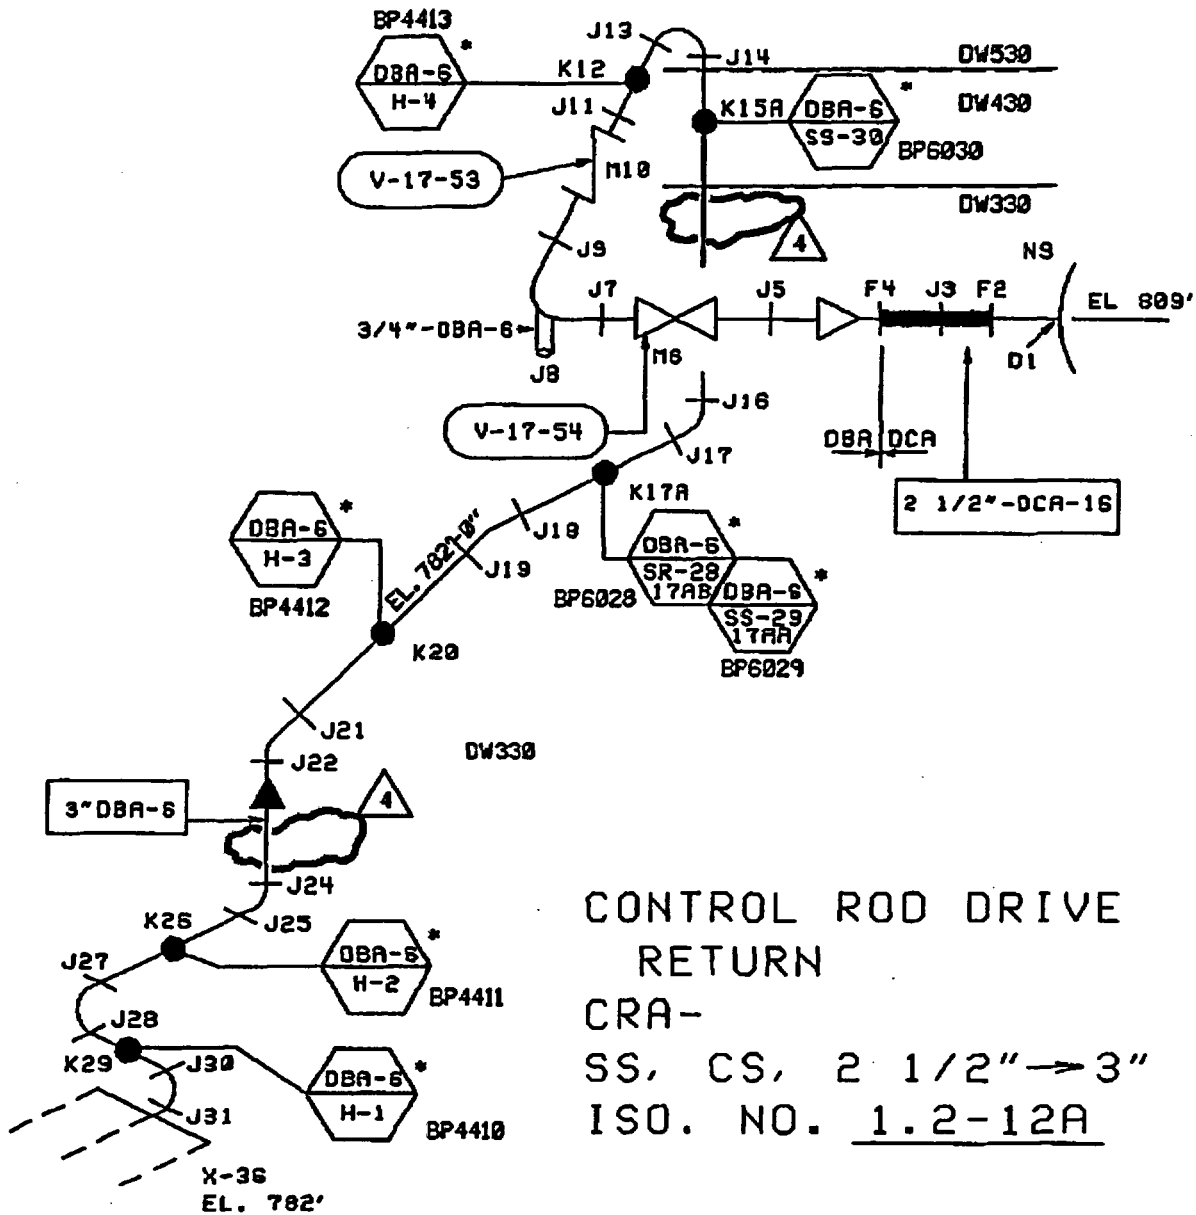 BP4413
*
DBA-6
H-4
J13
J14
K12
DW530
DW430
J11
K15A
DBA-6
*
SS-30
BP6030
V-17-53
M10
DW330
4
J9
N9
J7
J5
F4
J3
F2
EL 809'
3/4"-DBA-6
J8
M6
D1
J16
V-17-54
J17
DBA
DCA
2 1/2"-DCA-16
K17A
J18
DBA-6
*
H-3
BP4412
EL. 782'-0"
J19
DBA-6
*
SR-28
17AB
BP6028
DBA-6
*
SS-29
17AA
BP6029
K20
J21
DW330
J22
3"DBA-6
4
J24
J25
K26
J27
DBA-6
*
H-2
BP4411
J28
K29
J30
DBA-6
*
H-1
BP4410
J31
X-36
EL. 782'
CONTROL ROD DRIVE
RETURN
CRA-
SS, CS, 2 1/2"→3"
ISO. NO. 1.2-12A